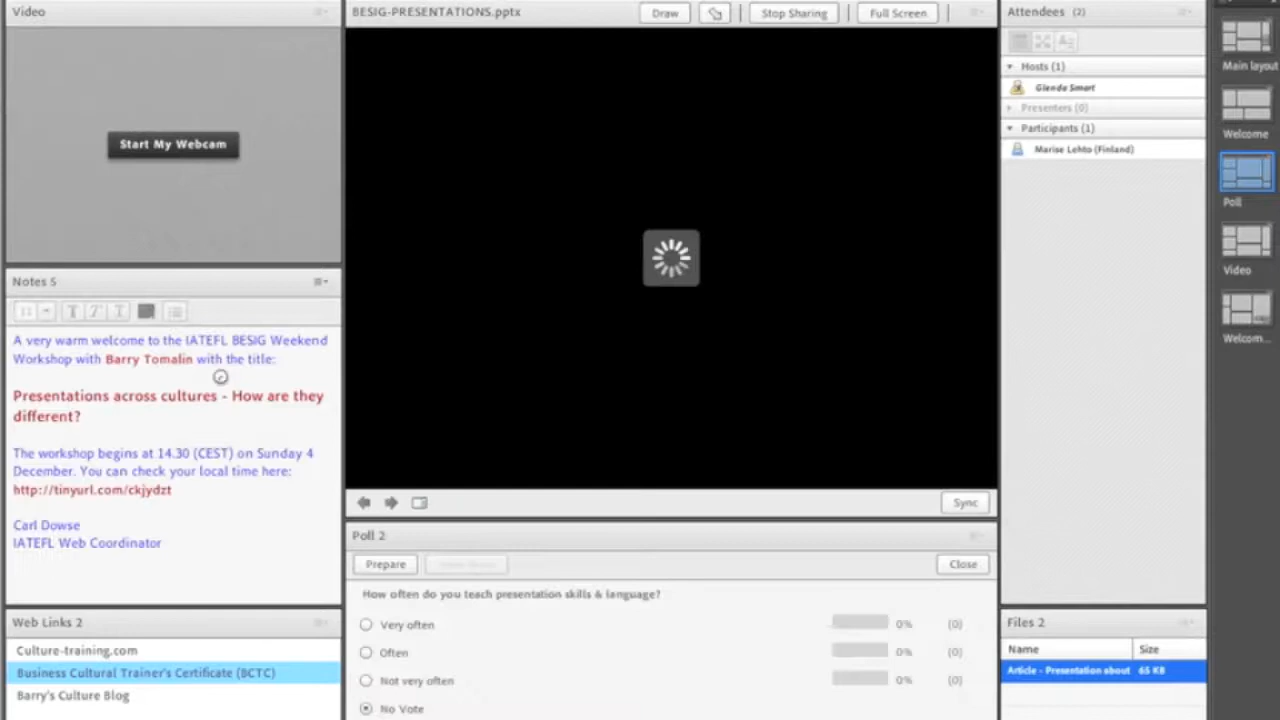 Video
Start My Webcam
Notes 5
A very warm welcome to the IATEFL BESIG Weekend
Workshop with Barry Tomalin with the title:
Presentations across cultures - How are they
different?
The workshop begins at 14.30 (CEST) on Sunday 4
December. You can check your local time here:
http://tinyurl.com/ckjydzt
Carl Dowse
IATEFL Web Coordinator
Web Links 2
Culture-training.com
Business Cultural Trainer's Certificate (BCTC)
Barry's Culture Blog
BESIG-PRESENTATIONS.pptx
Draw
Stop Sharing
Full Screen
Sync
Poll 2
Prepare
Close
How often do you teach presentation skills & language?
Very often 0% (0)
Often 0% (0)
Not very often 0% (0)
No Vote
Attendees (2)
Hosts (1)
Glenda Smart
Presenters (0)
Participants (1)
Marise Lehto (Finland)
Files 2
Name Size
Article - Presentation about 65 KB
Main layout
Welcome
Poll
Video
Welcom...